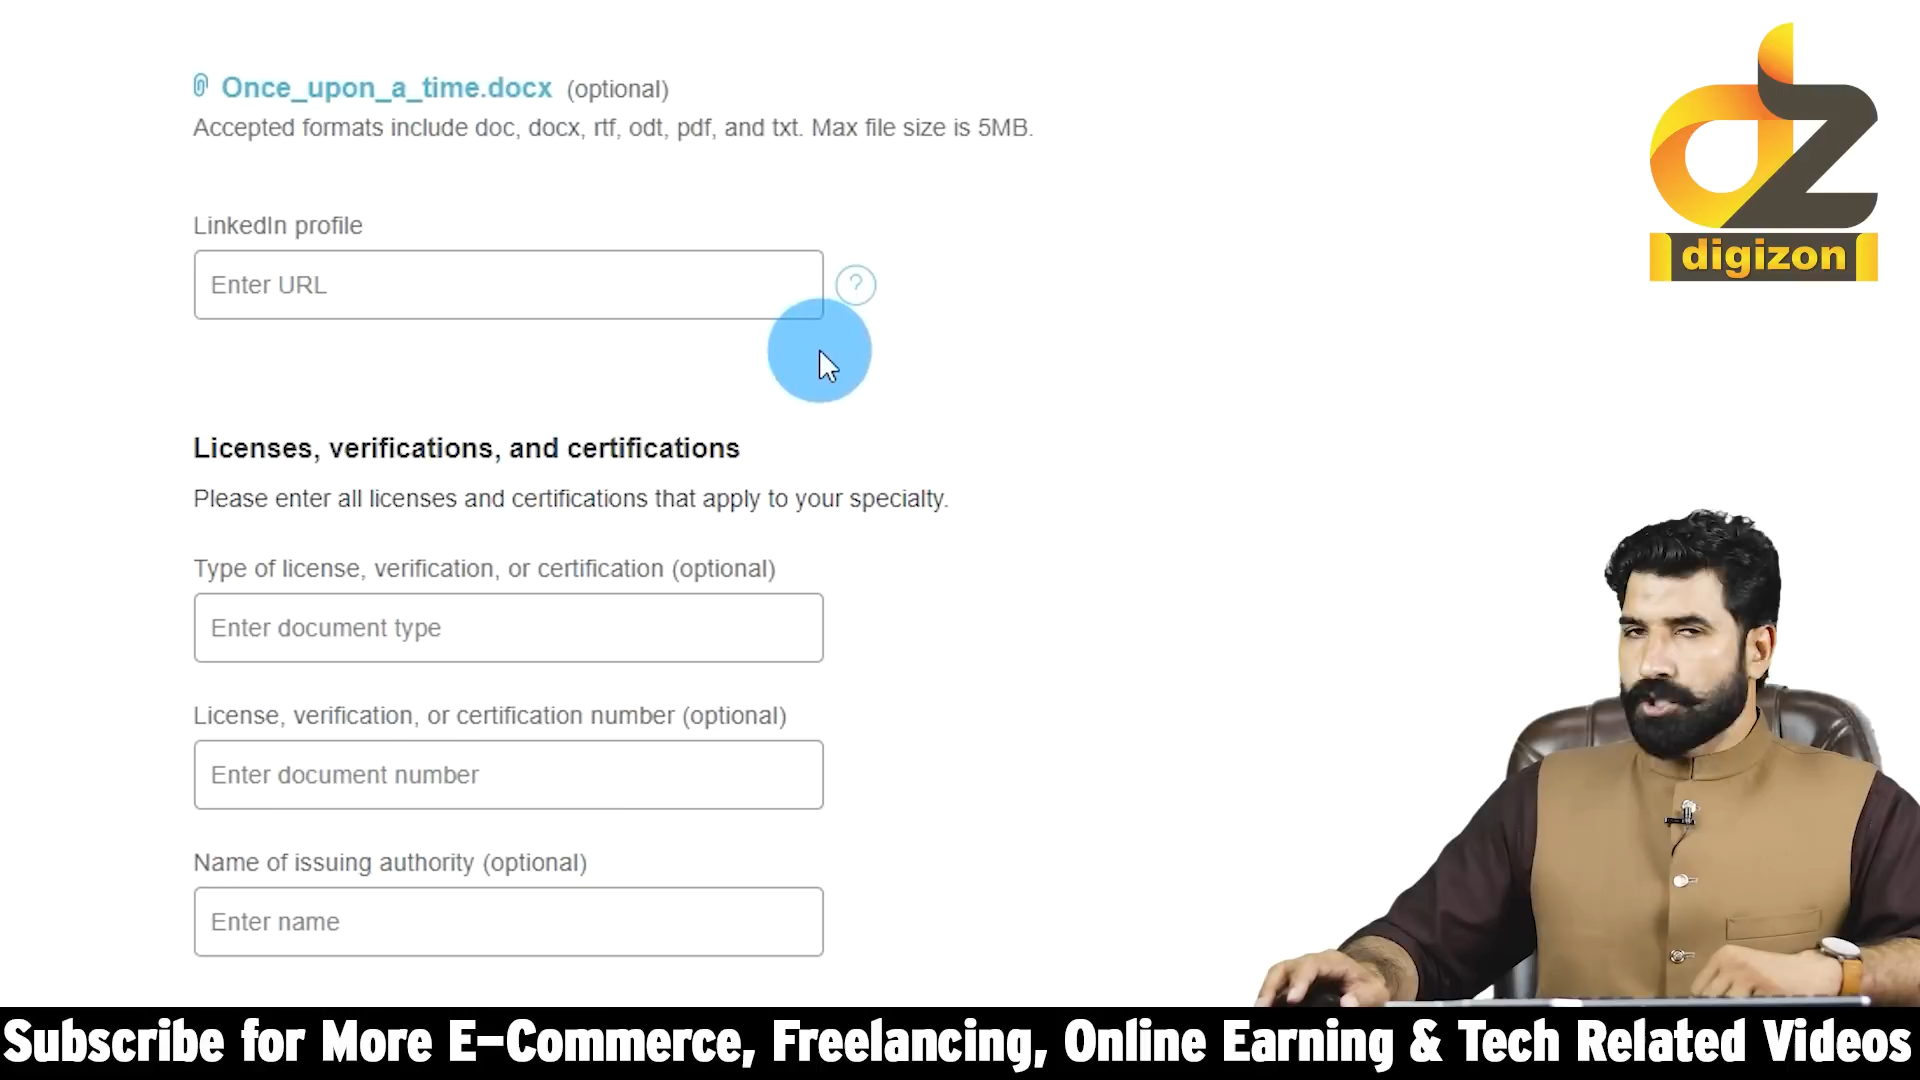 Once_upon_a_time.docx (optional)
Accepted formats include doc, docx, rtf, odt, pdf, and txt. Max file size is 5MB.
LinkedIn profile
Enter URL
?
Licenses, verifications, and certifications
Please enter all licenses and certifications that apply to your specialty.
Type of license, verification, or certification (optional)
Enter document type
License, verification, or certification number (optional)
Enter document number
Name of issuing authority (optional)
Enter name
dz
digizon
Subscribe for More E-Commerce, Freelancing, Online Earning & Tech Related Videos